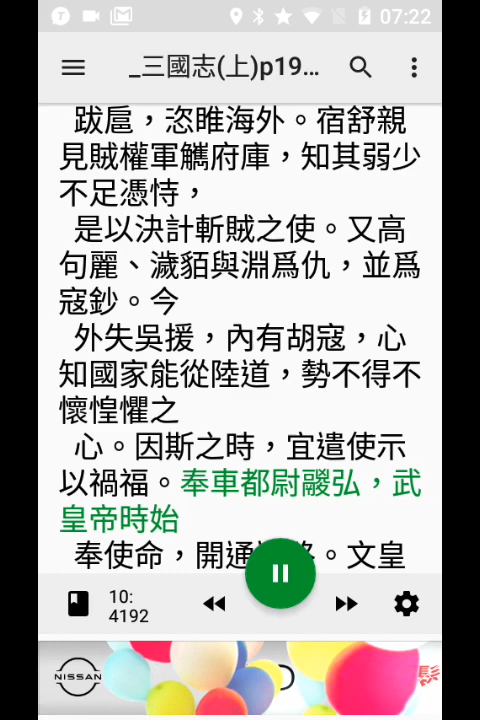 07:22
_三國志(上)p19...
跋扈，恣睢海外。宿舒親
見賊權軍觽府庫，知其弱少
不足憑恃，
是以決計斬賊之使。又高
句麗、濊貊與淵爲仇，並爲
寇鈔。今
外失吳援，內有胡寇，心
知國家能從陸道，勢不得不
懷惶懼之
心。因斯之時，宜遣使示
以禍福。奉車都尉鬷弘，武
皇帝時始
奉使命，開通。文皇
10:
4192
NISSAN